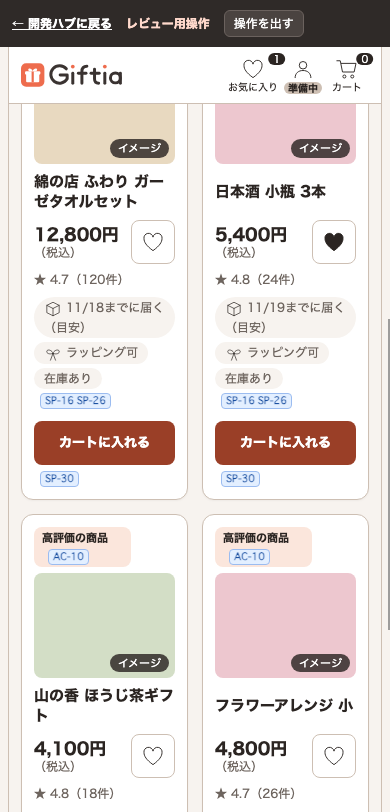 ← 開発ハブに戻る レビュー用操作 操作を出す
Giftia
1 0
お気に入り 準備中 カート
イメージ イメージ
綿の店 ふわり ガー
ゼタオルセット
12,800円
（税込）
★ 4.7（120件）
11/18までに届く
（目安）
ラッピング可
在庫あり
SP-16 SP-26
カートに入れる
SP-30
日本酒 小瓶 3本
5,400円
（税込）
★ 4.8（24件）
11/19までに届く
（目安）
ラッピング可
在庫あり
SP-16 SP-26
カートに入れる
SP-30
高評価の商品
AC-10
イメージ
山の香 ほうじ茶ギフ
ト
4,100円
（税込）
★ 4.8（18件）
高評価の商品
AC-10
イメージ
フラワーアレンジ 小
4,800円
（税込）
★ 4.7（26件）